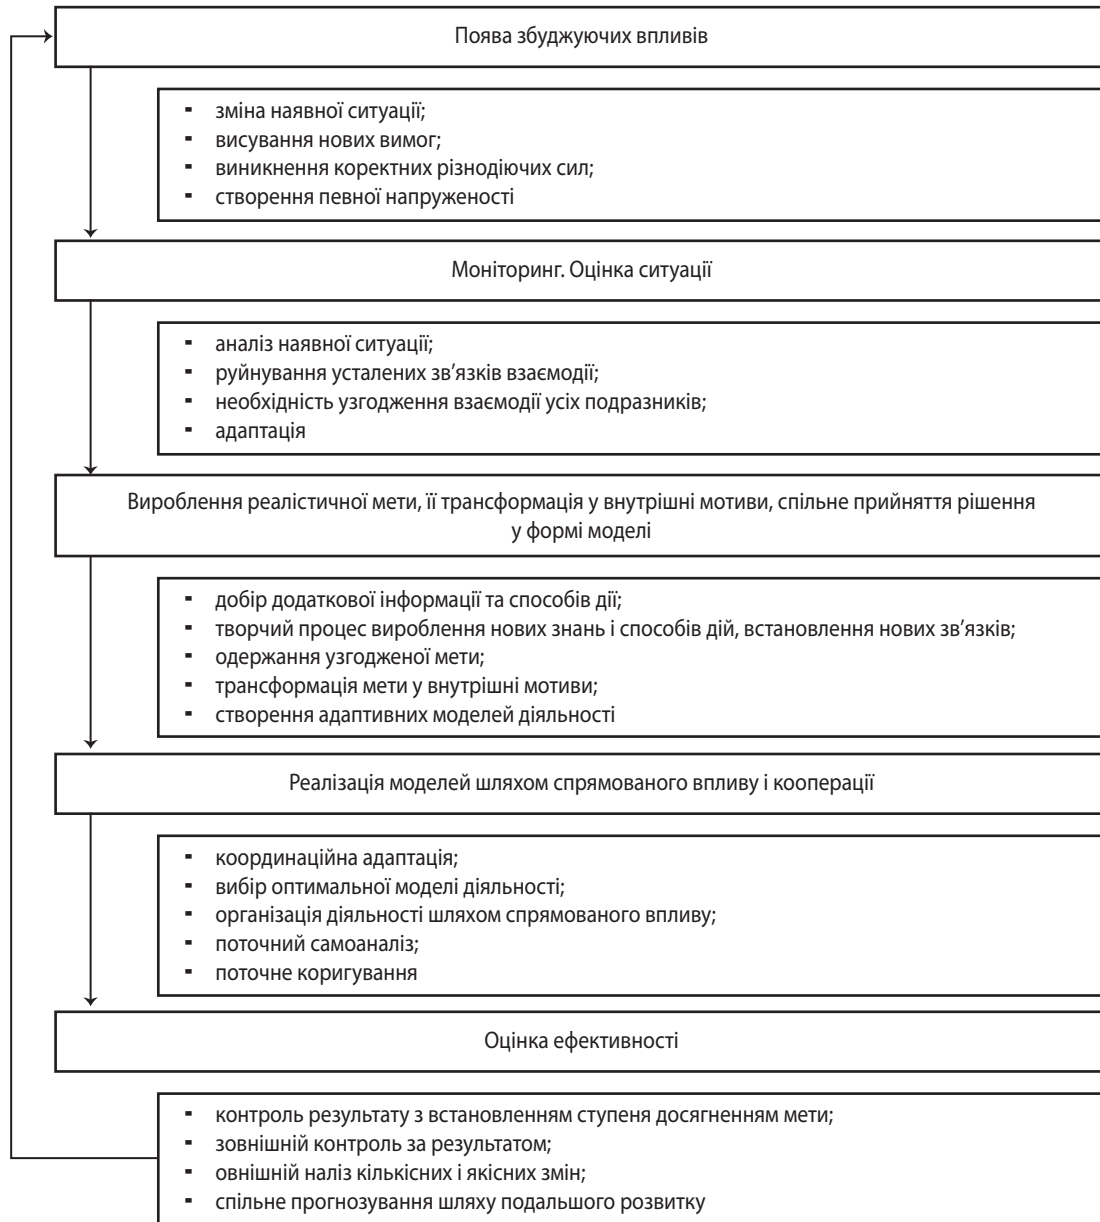 Поява збуджуючих впливів
▪ зміна наявної ситуації;
▪ висування нових вимог;
▪ виникнення коректних різнодіючих сил;
▪ створення певної напруженості
Моніторинг. Оцінка ситуації
▪ аналіз наявної ситуації;
▪ руйнування усталених зв'язків взаємодії;
▪ необхідність узгодження взаємодії усіх подразників;
▪ адаптація
Вироблення реалістичної мети, її трансформація у внутрішні мотиви, спільне прийняття рішення
у формі моделі
▪ добір додаткової інформації та способів дії;
▪ творчий процес вироблення нових знань і способів дій, встановлення нових зв'язків;
▪ одержання узгодженої мети;
▪ трансформація мети у внутрішні мотиви;
▪ створення адаптивних моделей діяльності
Реалізація моделей шляхом спрямованого впливу і кооперації
▪ координаційна адаптація;
▪ вибір оптимальної моделі діяльності;
▪ організація діяльності шляхом спрямованого впливу;
▪ поточний самоаналіз;
▪ поточне коригування
Оцінка ефективності
▪ контроль результату з встановленням ступеня досягненням мети;
▪ зовнішній контроль за результатом;
▪ овнішній наліз кількісних і якісних змін;
▪ спільне прогнозування шляху подальшого розвитку